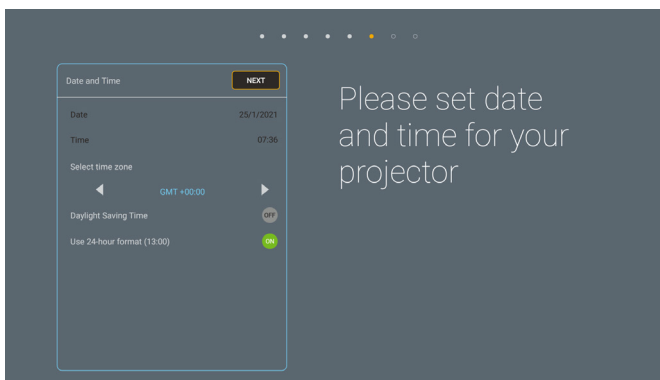 Date and Time NEXT
Date 25/1/2021
Time 07:36
Select time zone
GMT +00:00
Daylight Saving Time OFF
Use 24-hour format (13:00) ON
Please set date
and time for your
projector